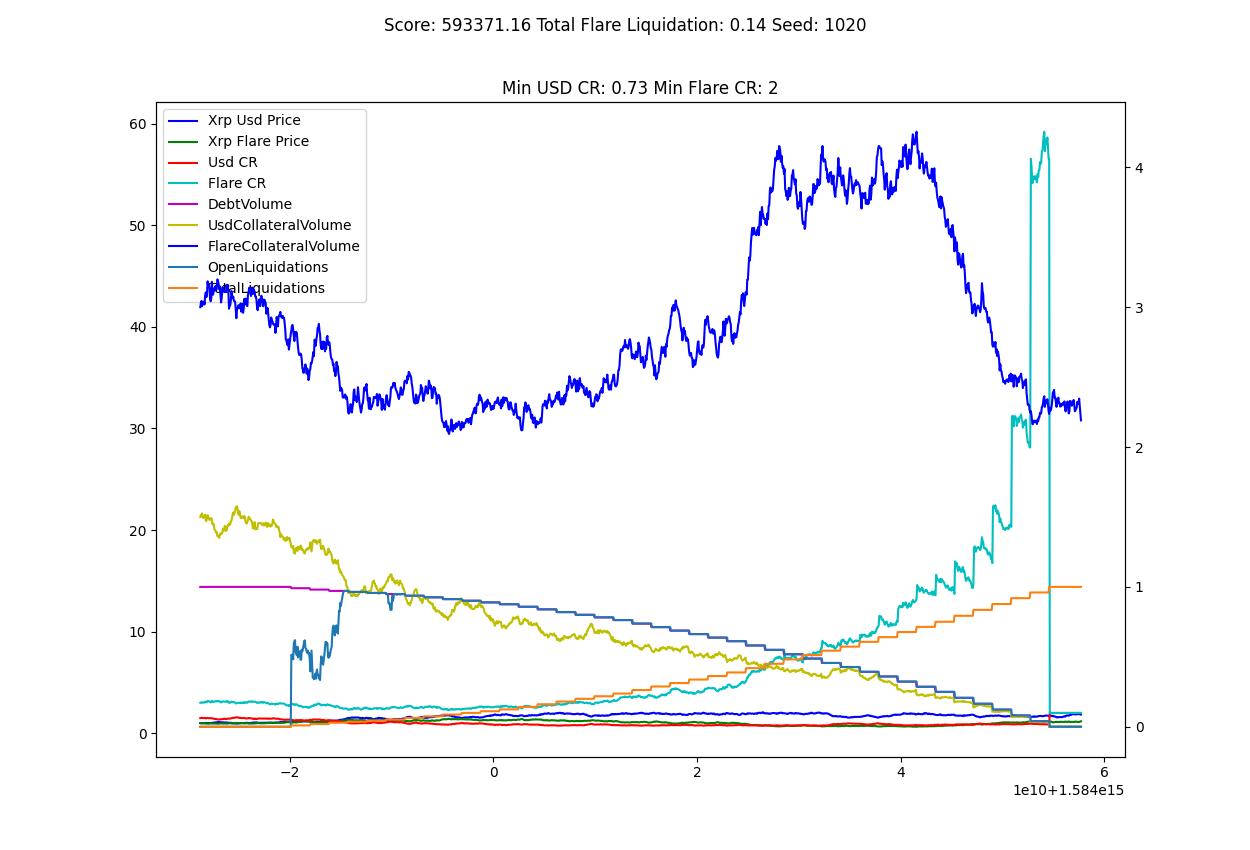 Score: 593371.16 Total Flare Liquidation: 0.14 Seed: 1020
Min USD CR: 0.73 Min Flare CR: 2
Xrp Usd Price
Xrp Flare Price
Usd CR
Flare CR
DebtVolume
UsdCollateralVolume
FlareCollateralVolume
OpenLiquidations
TotalLiquidations
60
50
40
30
20
10
0
4
3
2
1
0
−2
0
2
4
6
1e10+1.584e15